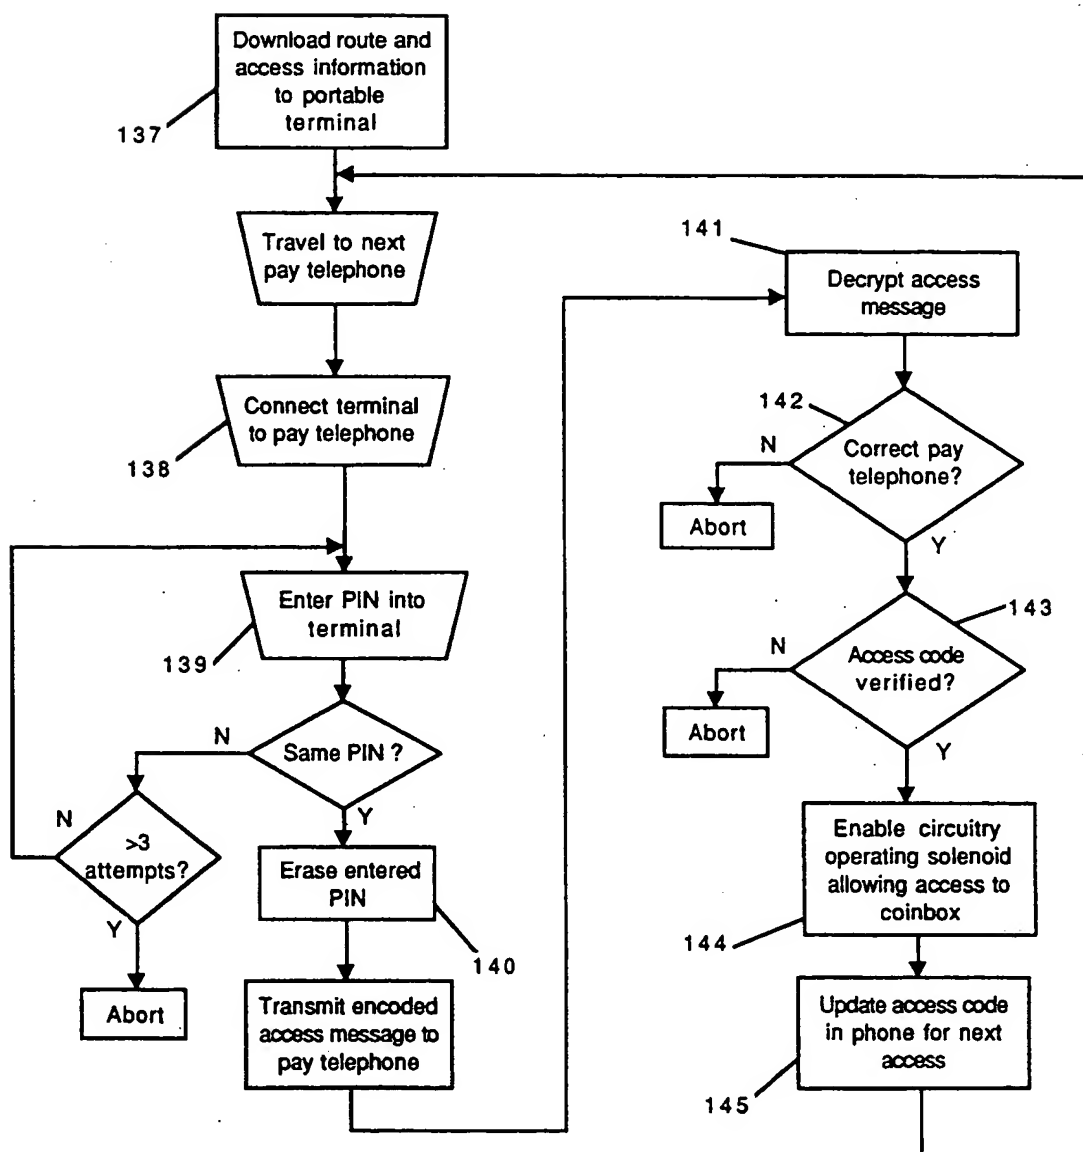 Download route and
access information
to portable
terminal
137
Travel to next
pay telephone
Connect terminal
to pay telephone
138
Enter PIN into
terminal
139
Same PIN ?
N
Y
>3
attempts?
N
Y
Abort
Erase entered
PIN
140
Transmit encoded
access message to
pay telephone
141
Decrypt access
message
142
Correct pay
telephone?
N
Abort
Y
143
Access code
verified?
N
Abort
Y
Enable circuitry
operating solenoid
allowing access to
coinbox
144
Update access code
in phone for next
access
145